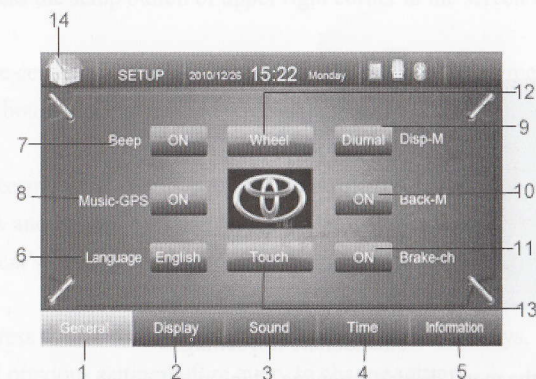 14
SETUP 2010/12/26 15:22 Monday
12
7 Beep ON Wheel Diurnal Disp-M 9
8 Music-GPS ON ON Back-M 10
6 Language English Touch ON Brake-ch 11
13
General Display Sound Time Information
1 2 3 4 5